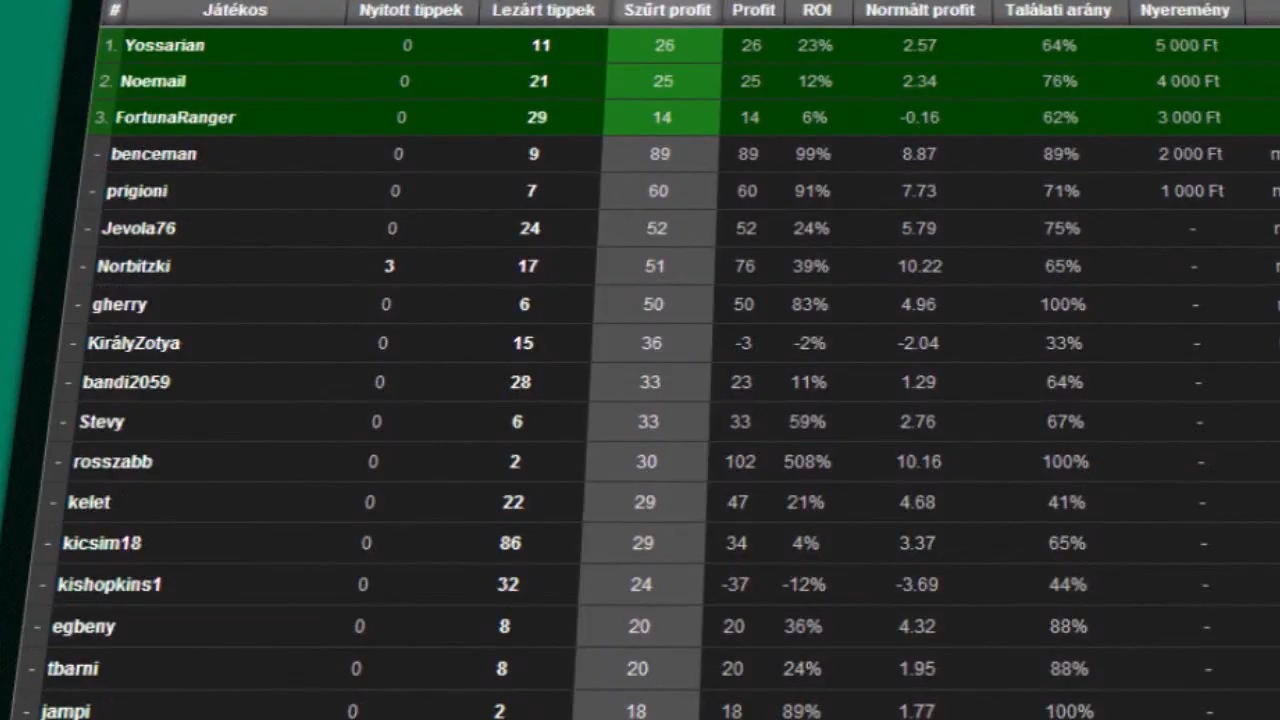 # Játékos Nyitott tippek Lezárt tippek Szűrt profit Profit ROI Normált profit Találati arány Nyeremény
1. Yossarian 0 11 26 26 23% 2.57 64% 5 000 Ft
2. Noemail 0 21 25 25 12% 2.34 76% 4 000 Ft
3. FortunaRanger 0 29 14 14 6% -0.16 62% 3 000 Ft
- benceman 0 9 89 89 99% 8.87 89% 2 000 Ft
- prigioni 0 7 60 60 91% 7.73 71% 1 000 Ft
- Jevola76 0 24 52 52 24% 5.79 75% -
- Norbitzki 3 17 51 76 39% 10.22 65% -
- gherry 0 6 50 50 83% 4.96 100% -
- KirályZotya 0 15 36 -3 -2% -2.04 33% -
- bandi2059 0 28 33 23 11% 1.29 64% -
- Stevy 0 6 33 33 59% 2.76 67% -
- rosszabb 0 2 30 102 508% 10.16 100% -
- kelet 0 22 29 47 21% 4.68 41% -
- kicsim18 0 86 29 34 4% 3.37 65% -
- kishopkins1 0 32 24 -37 -12% -3.69 44% -
- egbeny 0 8 20 20 36% 4.32 88% -
- tbarni 0 8 20 20 24% 1.95 88% -
- jampi 0 2 18 18 89% 1.77 100% -